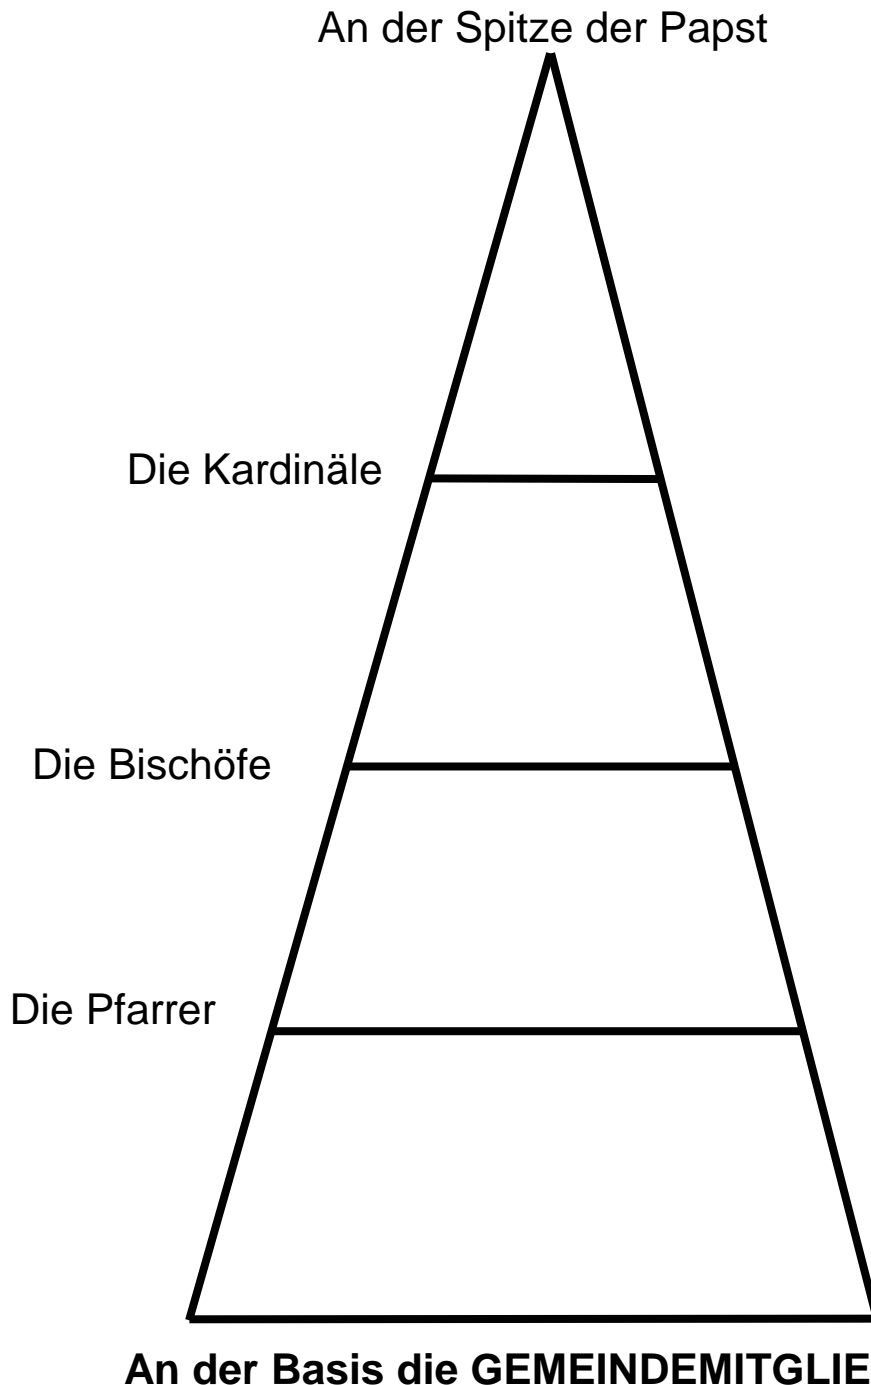 An der Spitze der Papst
Die Kardinäle
Die Bischöfe
Die Pfarrer
An der Basis die GEMEINDEMITGLIE